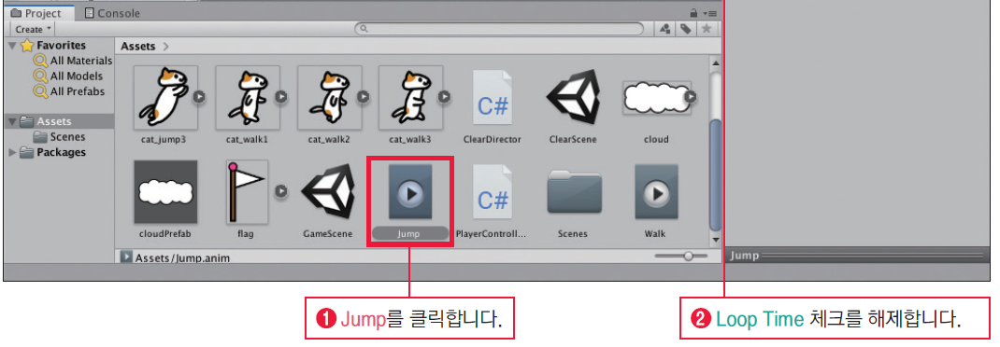 Project
Console
Create
Favorites
All Materials
All Models
All Prefabs
Assets
Scenes
Packages
Assets
cat_jump3
cat_walk1
cat_walk2
cat_walk3
C#
ClearDirector
ClearScene
cloud
cloudPrefab
flag
GameScene
Jump
C#
PlayerControll...
Scenes
Walk
Assets/Jump.anim
Jump
1 Jump를 클릭합니다.
2 Loop Time 체크를 해제합니다.